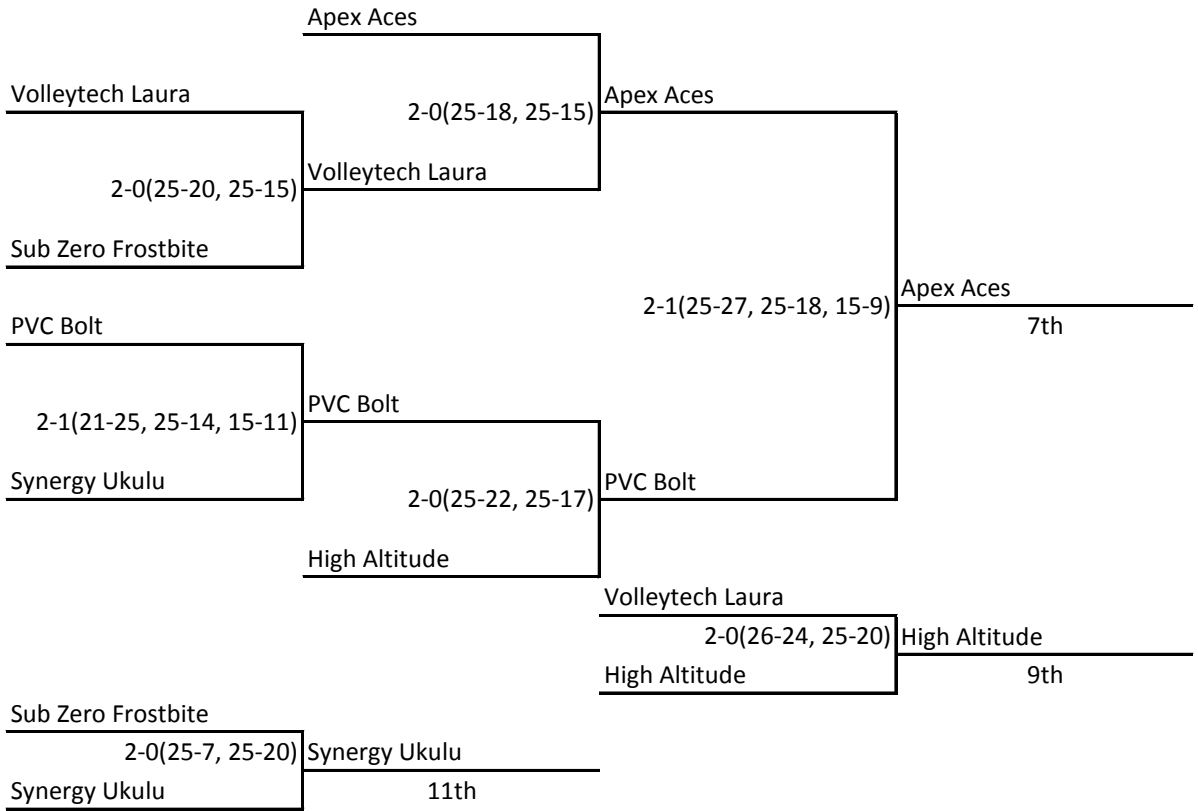 Apex Aces
Volleytech Laura
2-0(25-18, 25-15)
Apex Aces
2-0(25-20, 25-15)
Volleytech Laura
Sub Zero Frostbite
2-1(25-27, 25-18, 15-9)
Apex Aces
PVC Bolt
7th
2-1(21-25, 25-14, 15-11)
PVC Bolt
Synergy Ukulu
2-0(25-22, 25-17)
PVC Bolt
High Altitude
Volleytech Laura
2-0(26-24, 25-20)
High Altitude
High Altitude
9th
Sub Zero Frostbite
2-0(25-7, 25-20)
Synergy Ukulu
Synergy Ukulu
11th